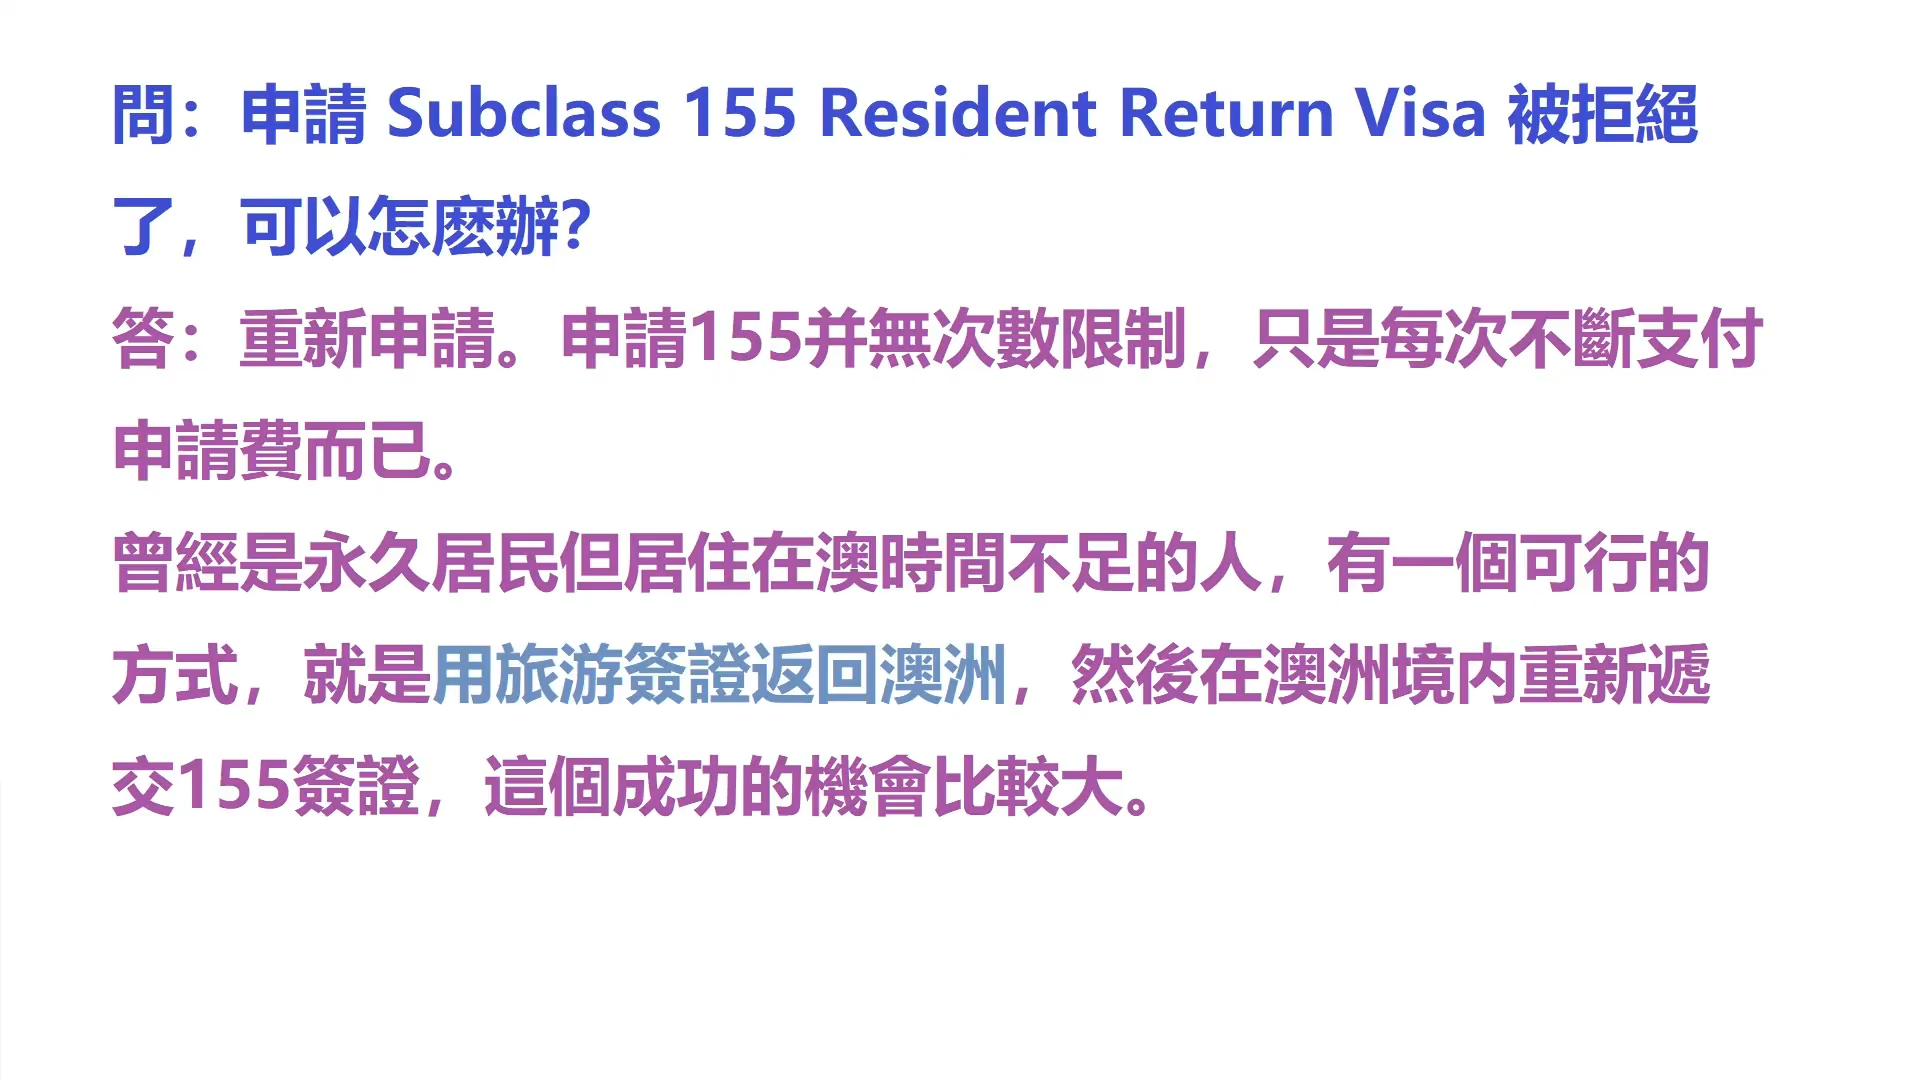 問：申請 Subclass 155 Resident Return Visa 被拒絕
了，可以怎麽辦？
答：重新申請。申請155并無次數限制，只是每次不斷支付
申請費而已。
曾經是永久居民但居住在澳時間不足的人，有一個可行的
方式，就是用旅游簽證返回澳洲，然後在澳洲境内重新遞
交155簽證，這個成功的機會比較大。